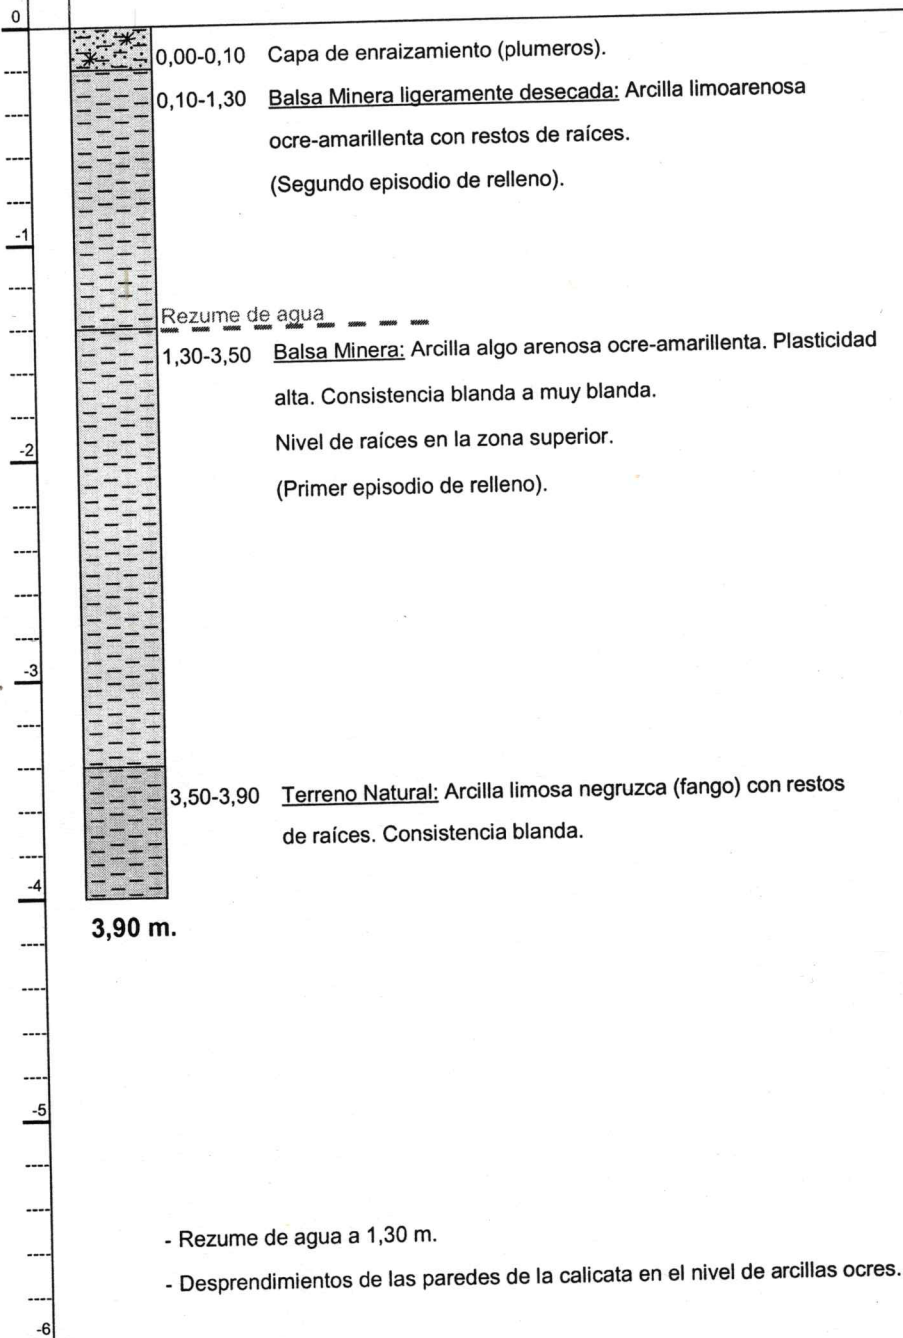 0
0,00-0,10 Capa de enraizamiento (plumeros).
0,10-1,30 Balsa Minera ligeramente desecada: Arcilla limoarenosa
ocre-amarillenta con restos de raíces.
(Segundo episodio de relleno).
-1
Rezume de agua
1,30-3,50 Balsa Minera: Arcilla algo arenosa ocre-amarillenta. Plasticidad
alta. Consistencia blanda a muy blanda.
-2
Nivel de raíces en la zona superior.
(Primer episodio de relleno).
-3
3,50-3,90 Terreno Natural: Arcilla limosa negruzca (fango) con restos
de raíces. Consistencia blanda.
-4
3,90 m.
-5
- Rezume de agua a 1,30 m.
- Desprendimientos de las paredes de la calicata en el nivel de arcillas ocres.
-6